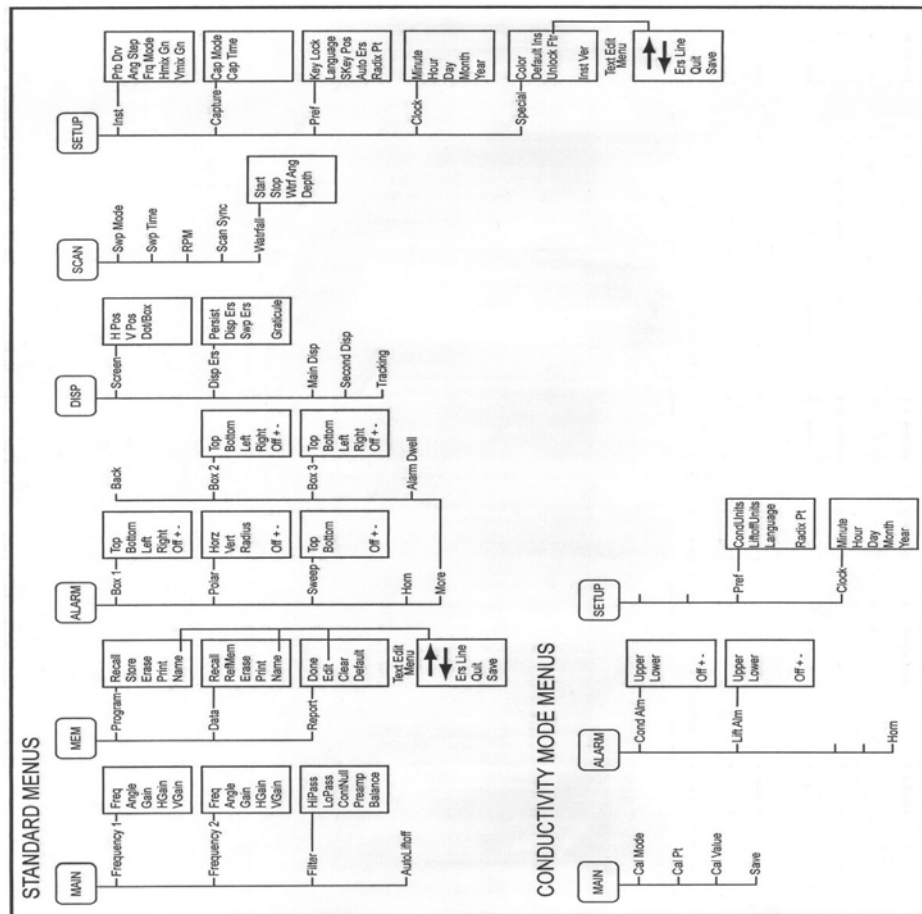 STANDARD MENUS
MAIN
Frequency 1
Freq
Angle
Gain
HGain
VGain
Frequency 2
Freq
Angle
Gain
HGain
VGain
Filter
HiPass
LoPass
ContNull
Preamp
Balance
AutoLiftoff
MEM
Program
Recall
Store
Erase
Print
Name
Data
Recall
RefMem
Erase
Print
Name
Report
Done
Edit
Clear
Default
Text Edit
Menu
Ers Line
Quit
Save
ALARM
Box 1
Top
Bottom
Left
Right
Off + -
Polar
Horz
Vert
Radius
Off + -
Sweep
Top
Bottom
Off + -
Horn
More
Back
Box 2
Top
Bottom
Left
Right
Off + -
Box 3
Top
Bottom
Left
Right
Off + -
Alarm Dwell
DISP
Screen
H Pos
V Pos
Dot/Box
Disp Ers
Persist
Disp Ers
Swp Ers
Graticule
Main Disp
Second Disp
Tracking
SCAN
Swp Mode
Swp Time
RPM
Scan Sync
Watrfall
Start
Stop
Wtrf Ang
Depth
SETUP
Inst
Prb Drv
Ang Step
Frq Mode
Hmix Gn
Vmix Gn
Capture
Cap Mode
Cap Time
Pref
Key Lock
Language
SKey Pos
Auto Ers
Radix Pt
Clock
Minute
Hour
Day
Month
Year
Special
Color
Default Ins
Unlock Ftr
Inst Ver
Text Edit
Menu
Ers Line
Quit
Save
CONDUCTIVITY MODE MENUS
MAIN
Cal Mode
Cal Pt
Cal Value
Save
ALARM
Cond Alm
Upper
Lower
Off + -
Lift Alm
Upper
Lower
Off + -
Horn
SETUP
Pref
CondUnits
LiftoffUnits
Language
Radix Pt
Clock
Minute
Hour
Day
Month
Year